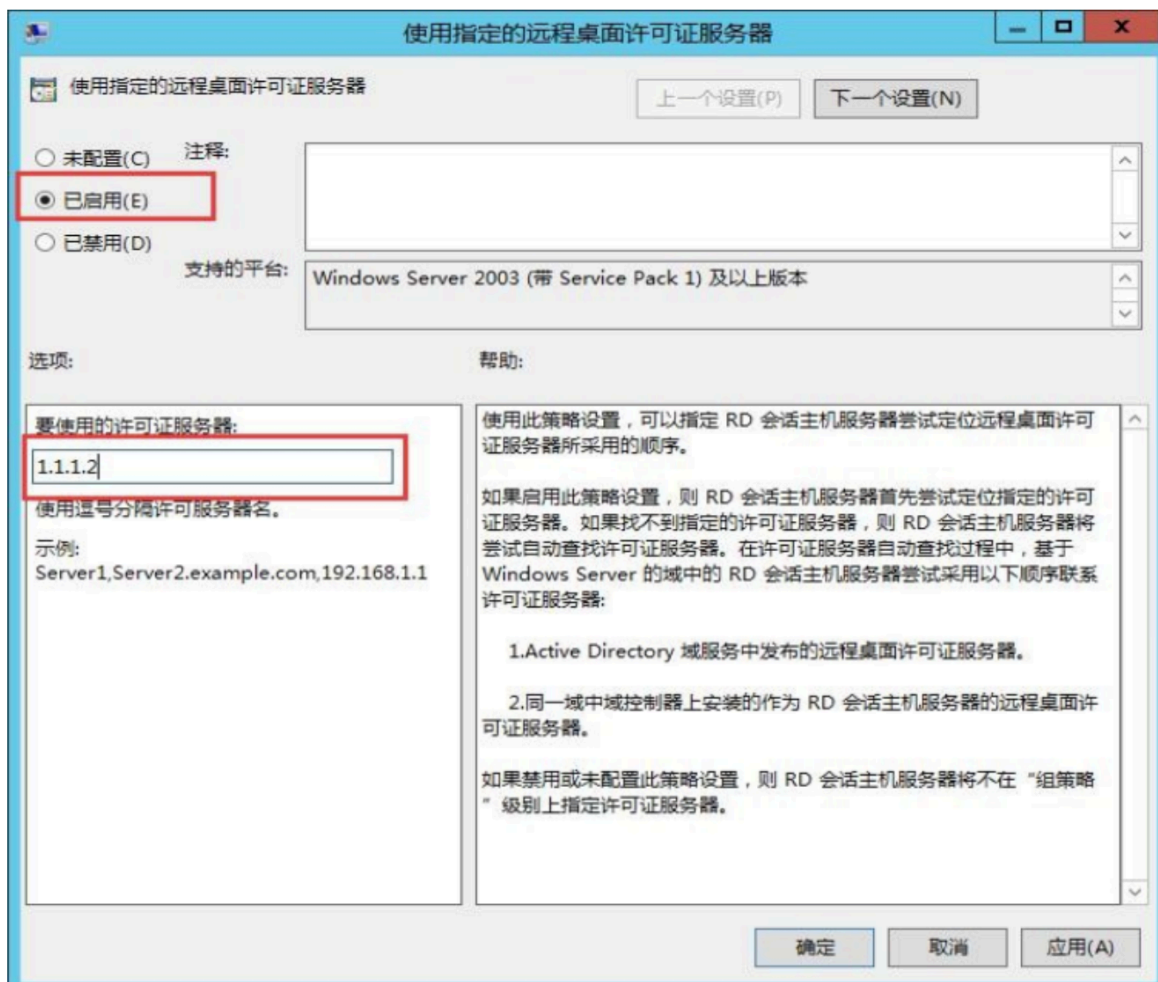 使用指定的远程桌面许可证服务器
使用指定的远程桌面许可证服务器
上一个设置(P)
下一个设置(N)
未配置(C)
注释:
已启用(E)
已禁用(D)
支持的平台:
Windows Server 2003 (带 Service Pack 1) 及以上版本
选项:
帮助:
要使用的许可证服务器:
1.1.1.2
使用逗号分隔许可服务器名。
示例:
Server1,Server2.example.com,192.168.1.1
使用此策略设置，可以指定 RD 会话主机服务器尝试定位远程桌面许可
证服务器所采用的顺序。
如果启用此策略设置，则 RD 会话主机服务器首先尝试定位指定的许可
证服务器。如果找不到指定的许可证服务器，则 RD 会话主机服务器将
尝试自动查找许可证服务器。在许可证服务器自动查找过程中，基于
Windows Server 的域中的 RD 会话主机服务器尝试采用以下顺序联系
许可证服务器:
1.Active Directory 域服务中发布的远程桌面许可证服务器。
2.同一域中域控制器上安装的作为 RD 会话主机服务器的远程桌面许
可证服务器。
如果禁用或未配置此策略设置，则 RD 会话主机服务器将不在“组策略
”级别上指定许可证服务器。
确定
取消
应用(A)